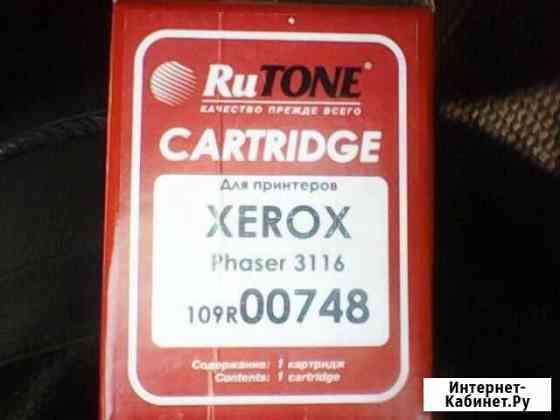 RuTONE®
КАЧЕСТВО ПРЕЖДЕ ВСЕГО
CARTRIDGE
Для принтеров
XEROX
Phaser 3116
109R00748
Содержание: 1 картридж
Contents: 1 cartridge
Интернет-
Кабинет.Ру